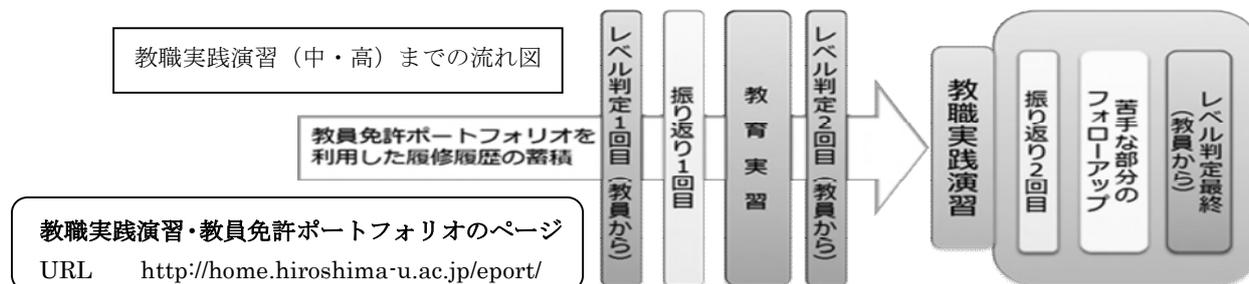 教職実践演習（中・高）までの流れ図
教員免許ポートフォリオを
利用した履修履歴の蓄積
レベル判定1回目（教員から）
振り返り1回目
教育実習
レベル判定2回目（教員から）
教職実践演習
振り返り2回目
苦手な部分の
フォローアップ
レベル判定最終
（教員から）
教職実践演習・教員免許ポートフォリオのページ
URL　http://home.hiroshima-u.ac.jp/eport/